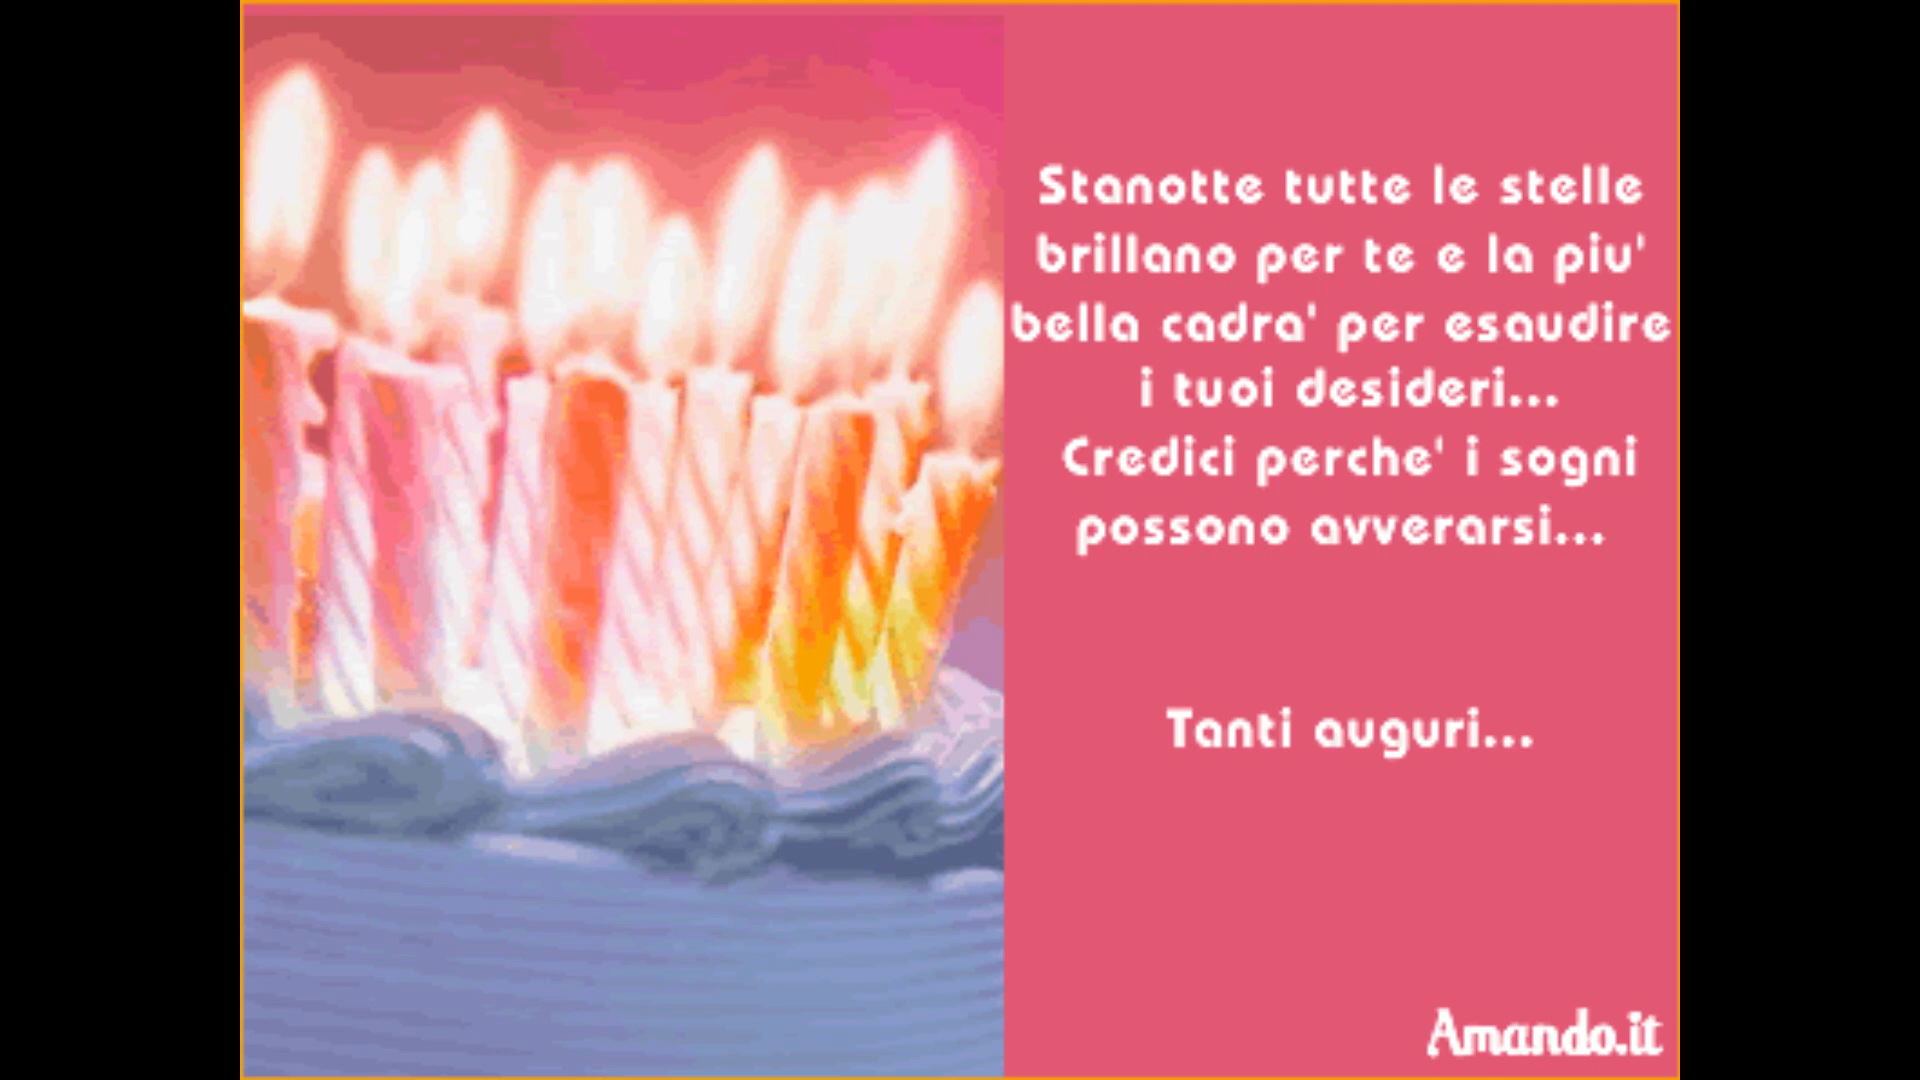 Stanotte tutte le stelle
brillano per te e la piu'
bella cadra' per esaudire
i tuoi desideri...
Credici perche' i sogni
possono avverarsi...
Tanti auguri...
Amando.it